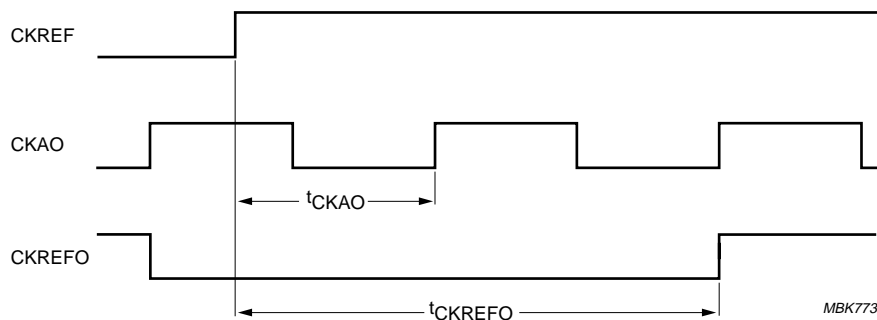 CKREF
CKAO
tCKAO
CKREFO
tCKREFO
MBK773